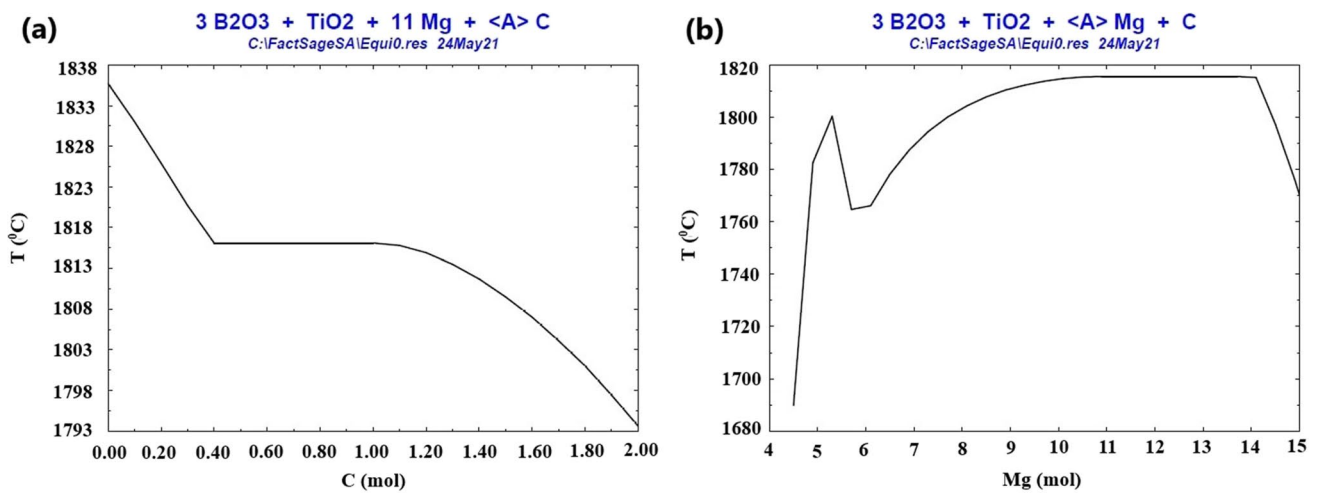 (a)
3 B2O3 + TiO2 + 11 Mg + <A> C
C:\FactSageSA\Equi0.res 24May21
1838
1833
1828
1823
1818
1813
1808
1803
1798
1793
T (⁰C)
0.00 0.20 0.40 0.60 0.80 1.00 1.20 1.40 1.60 1.80 2.00
C (mol)
(b)
3 B2O3 + TiO2 + <A> Mg + C
C:\FactSageSA\Equi0.res 24May21
1820
1800
1780
1760
1740
1720
1700
1680
T (⁰C)
4 5 6 7 8 9 10 11 12 13 14 15
Mg (mol)